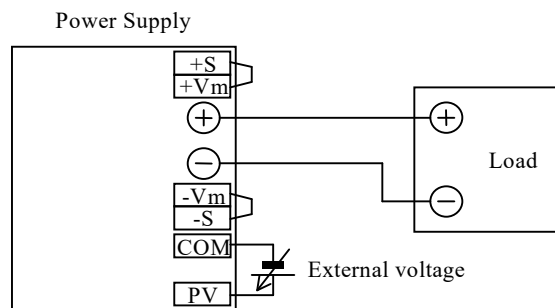 Power Supply
+S
+Vm
+
+
−
Load
−
-Vm
-S
COM
External voltage
PV